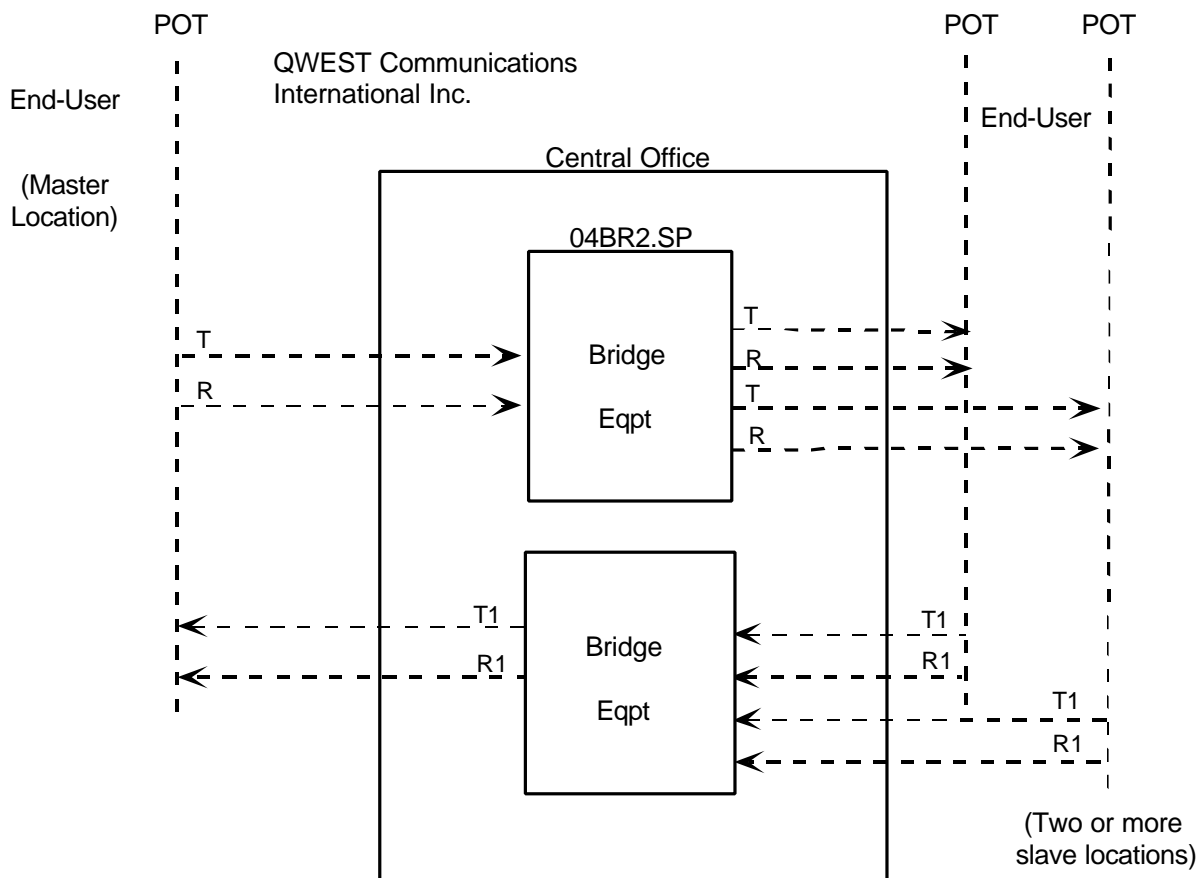 POT
POT
POT
QWEST Communications
International Inc.
End-User
End-User
(Master
Location)
Central Office
04BR2.SP
T
R
Bridge
Eqpt
T
R
T
R
T1
R1
Bridge
Eqpt
T1
R1
T1
R1
(Two or more
slave locations)